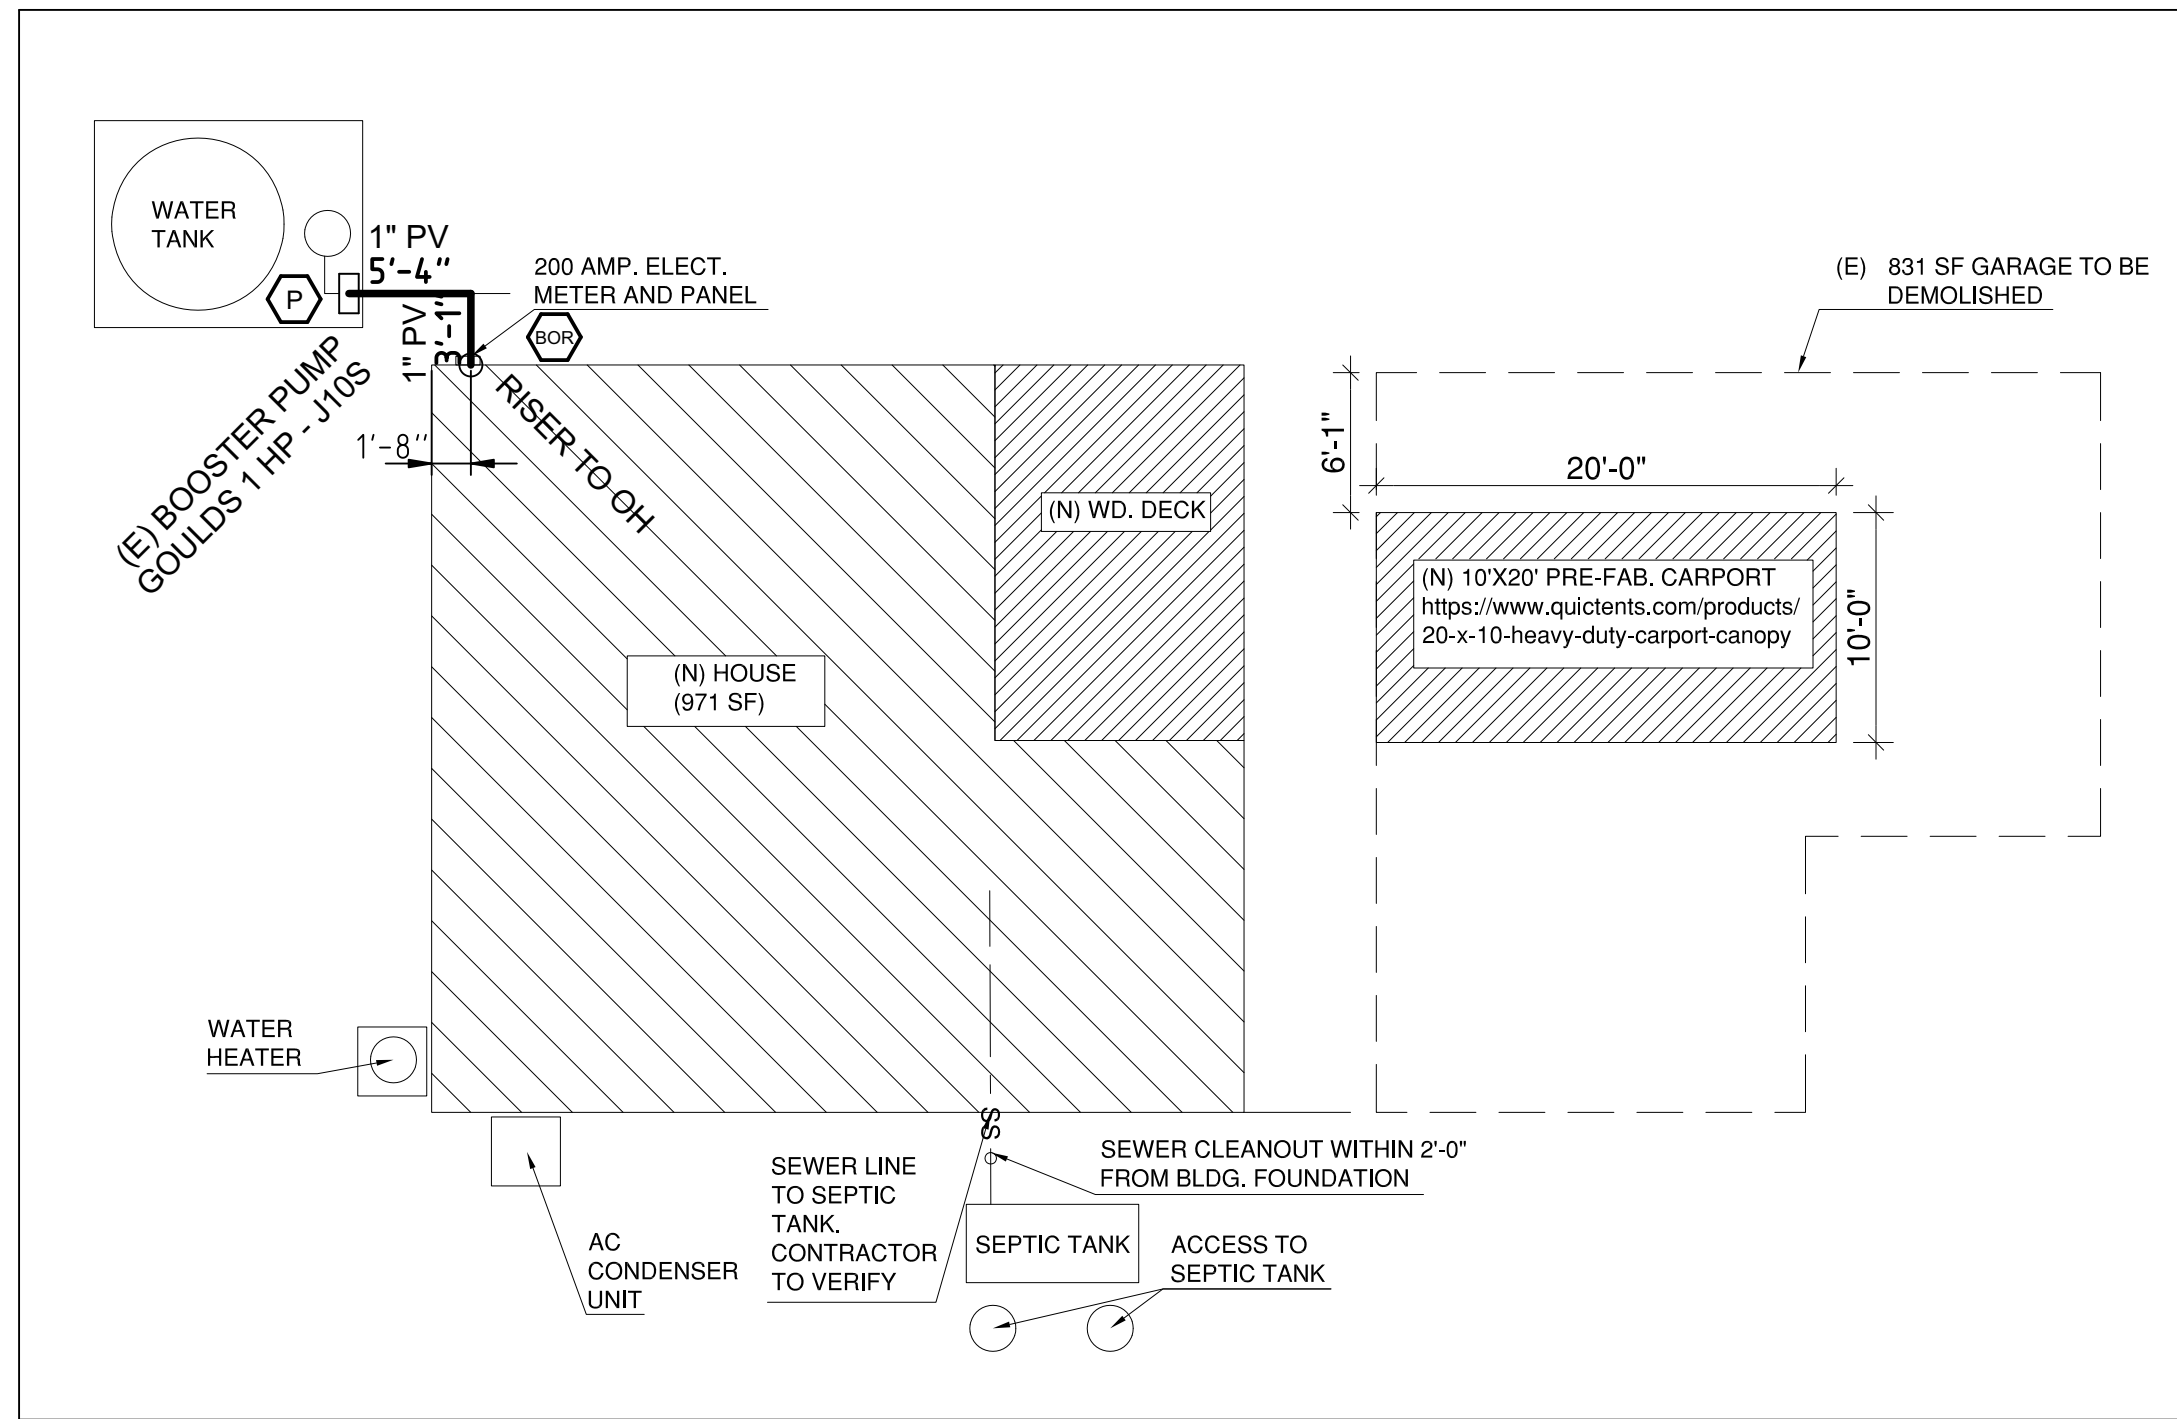 WATER
TANK
1" PV
5'-4"
P
1" PV
3'-1"
200 AMP. ELECT.
METER AND PANEL
BOR
(E) BOOSTER PUMP
GOULDS 1 HP - J10S
1'-8"
RISER TO OH
(E) 831 SF GARAGE TO BE
DEMOLISHED
6'-1"
20'-0"
(N) WD. DECK
(N) 10'X20' PRE-FAB. CARPORT
https://www.quictents.com/products/
20-x-10-heavy-duty-carport-canopy
10'-0"
(N) HOUSE
(971 SF)
WATER
HEATER
SS
SEWER CLEANOUT WITHIN 2'-0"
FROM BLDG. FOUNDATION
SEWER LINE
TO SEPTIC
TANK.
CONTRACTOR
TO VERIFY
AC
CONDENSER
UNIT
SEPTIC TANK
ACCESS TO
SEPTIC TANK